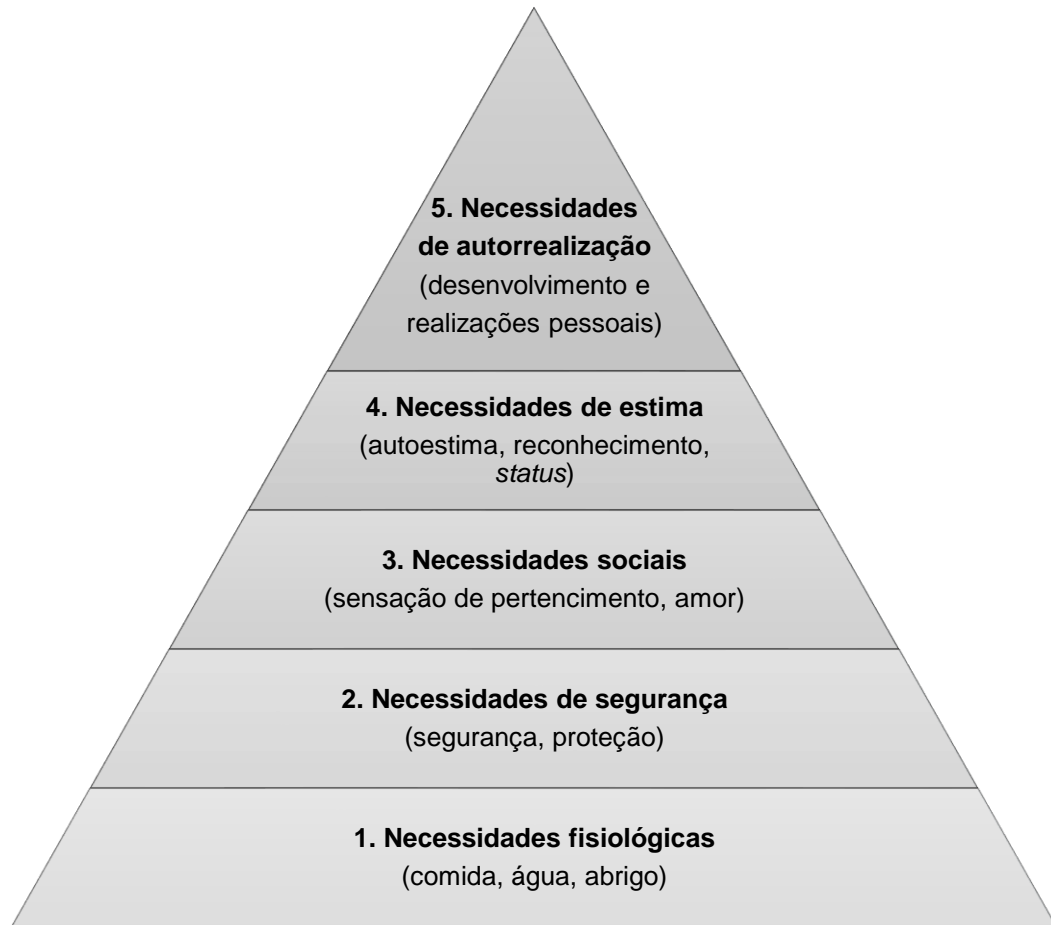 5. Necessidades
de autorrealização
(desenvolvimento e
realizações pessoais)
4. Necessidades de estima
(autoestima, reconhecimento,
status)
3. Necessidades sociais
(sensação de pertencimento, amor)
2. Necessidades de segurança
(segurança, proteção)
1. Necessidades fisiológicas
(comida, água, abrigo)